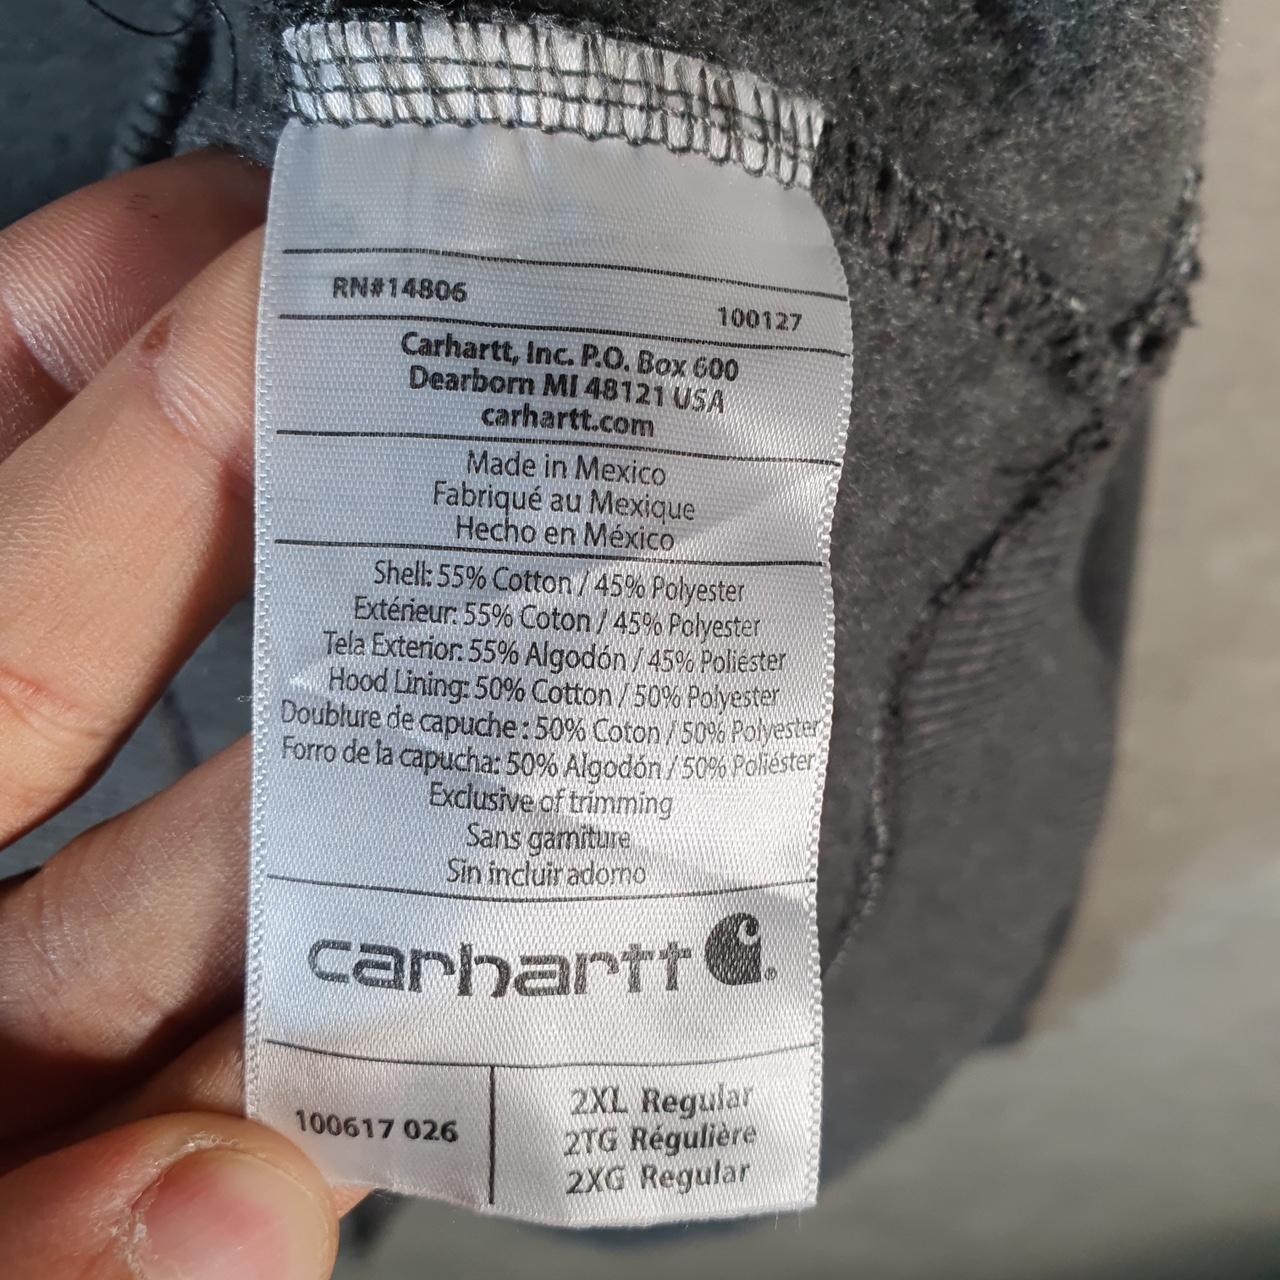 RN#14806
100127
Carhartt, Inc. P.O. Box 600
Dearborn MI 48121 USA
carhartt.com
Made in Mexico
Fabriqué au Mexique
Hecho en México
Shell: 55% Cotton / 45% Polyester
Extérieur: 55% Coton / 45% Polyester
Tela Exterior: 55% Algodón / 45% Poliéster
Hood Lining: 50% Cotton / 50% Polyester
Doublure de capuche : 50% Coton / 50% Polyester
Forro de la capucha: 50% Algodón / 50% Poliéster
Exclusive of trimming
Sans garniture
Sin incluir adorno
carhartt
100617 026
2XL Regular
2TG Régulière
2XG Regular